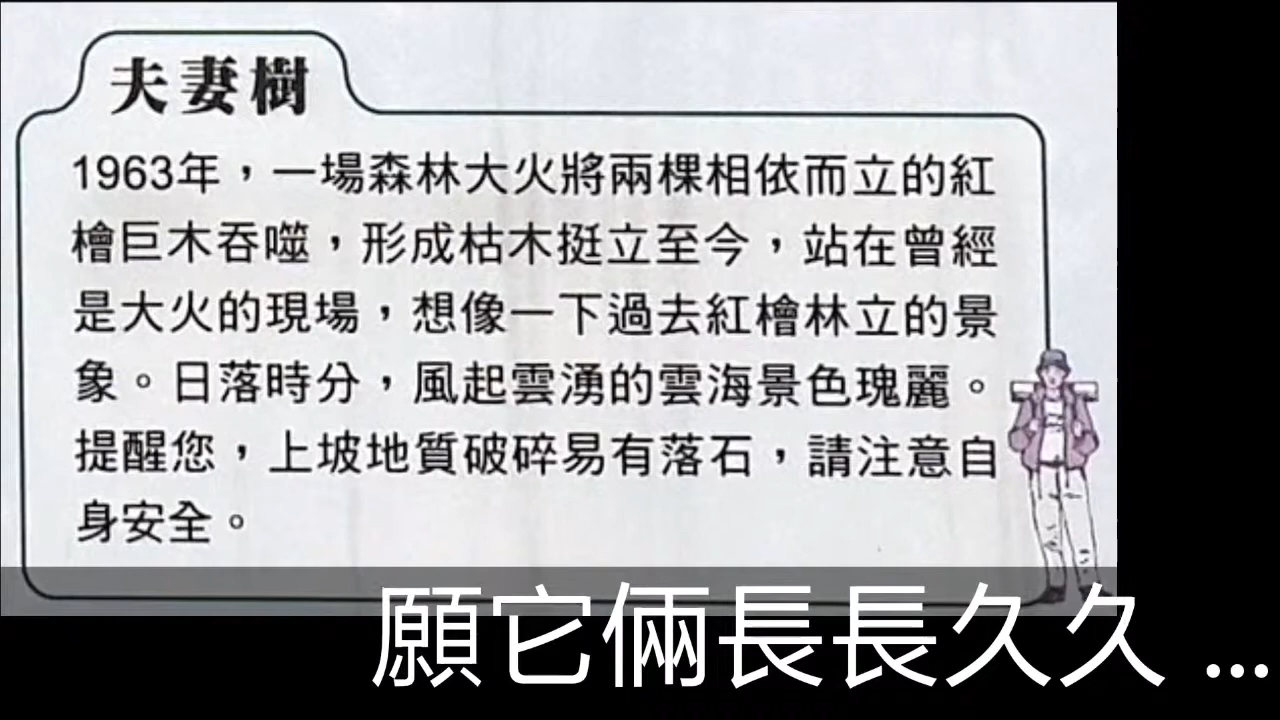 夫妻樹
1963年，一場森林大火將兩棵相依而立的紅
檜巨木吞噬，形成枯木挺立至今，站在曾經
是大火的現場，想像一下過去紅檜林立的景
象。日落時分，風起雲湧的雲海景色瑰麗。
提醒您，上坡地質破碎易有落石，請注意自
身安全。
願它倆長長久久 ...